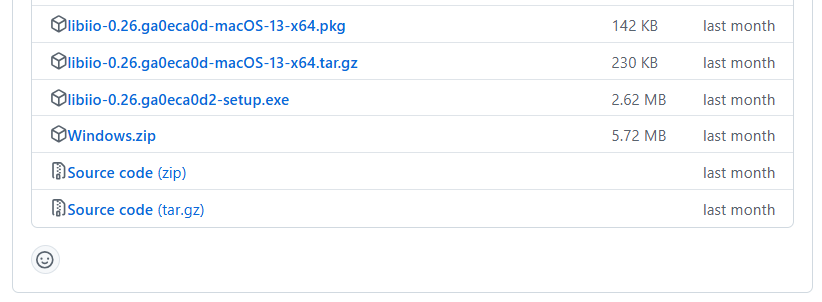 libiio-0.26.ga0eca0d-macOS-13-x64.pkg 142 KB last month
libiio-0.26.ga0eca0d-macOS-13-x64.tar.gz 230 KB last month
libiio-0.26.ga0eca0d2-setup.exe 2.62 MB last month
Windows.zip 5.72 MB last month
Source code (zip) last month
Source code (tar.gz) last month